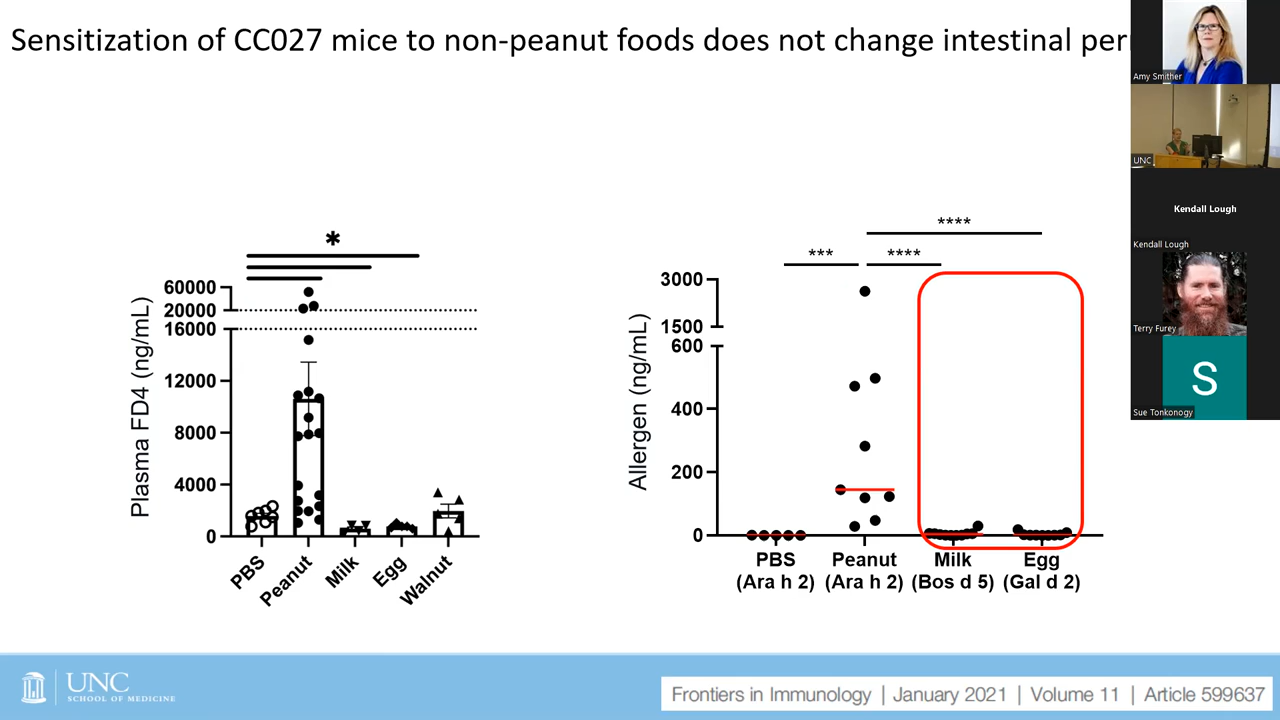 Sensitization of CC027 mice to non-peanut foods does not change intestinal per
Amy Smither
UNC
Kendall Lough
Kendall Lough
Terry Furey
S
Sue Tonkonogy
*
Plasma FD4 (ng/mL)
60000
20000
16000
12000
8000
4000
0
PBS
Peanut
Milk
Egg
Walnut
****
***
****
Allergen (ng/mL)
3000
1500
600
400
200
0
PBS
(Ara h 2)
Peanut
(Ara h 2)
Milk
(Bos d 5)
Egg
(Gal d 2)
UNC
SCHOOL OF MEDICINE
Frontiers in Immunology | January 2021 | Volume 11 | Article 599637